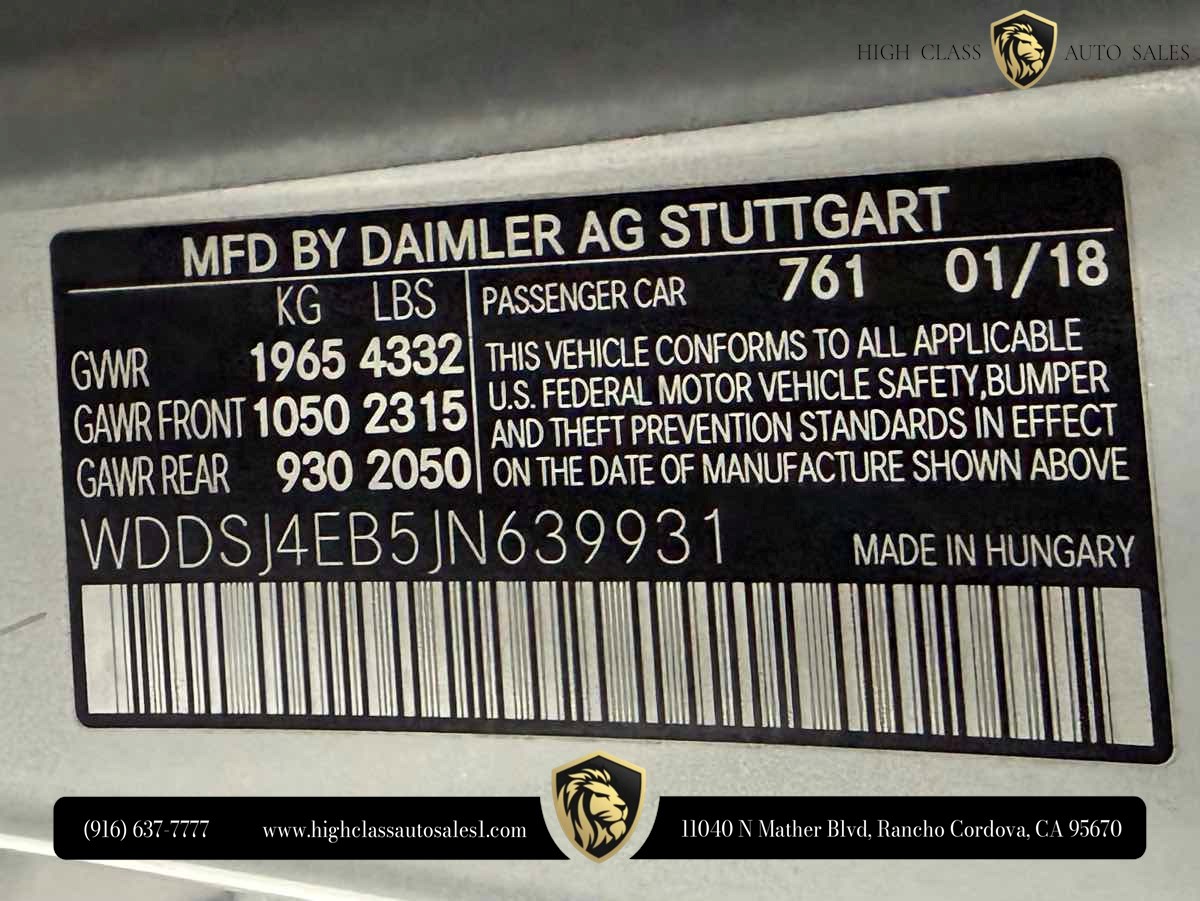 HIGH CLASS AUTO SALES
MFD BY DAIMLER AG STUTTGART
KG LBS
GVWR 1965 4332
GAWR FRONT 1050 2315
GAWR REAR 930 2050
PASSENGER CAR 761 01/18
THIS VEHICLE CONFORMS TO ALL APPLICABLE
U.S. FEDERAL MOTOR VEHICLE SAFETY,BUMPER
AND THEFT PREVENTION STANDARDS IN EFFECT
ON THE DATE OF MANUFACTURE SHOWN ABOVE
WDDSJ4EB5JN639931 MADE IN HUNGARY
(916) 637-7777 www.highclassautosales1.com 11040 N Mather Blvd, Rancho Cordova, CA 95670